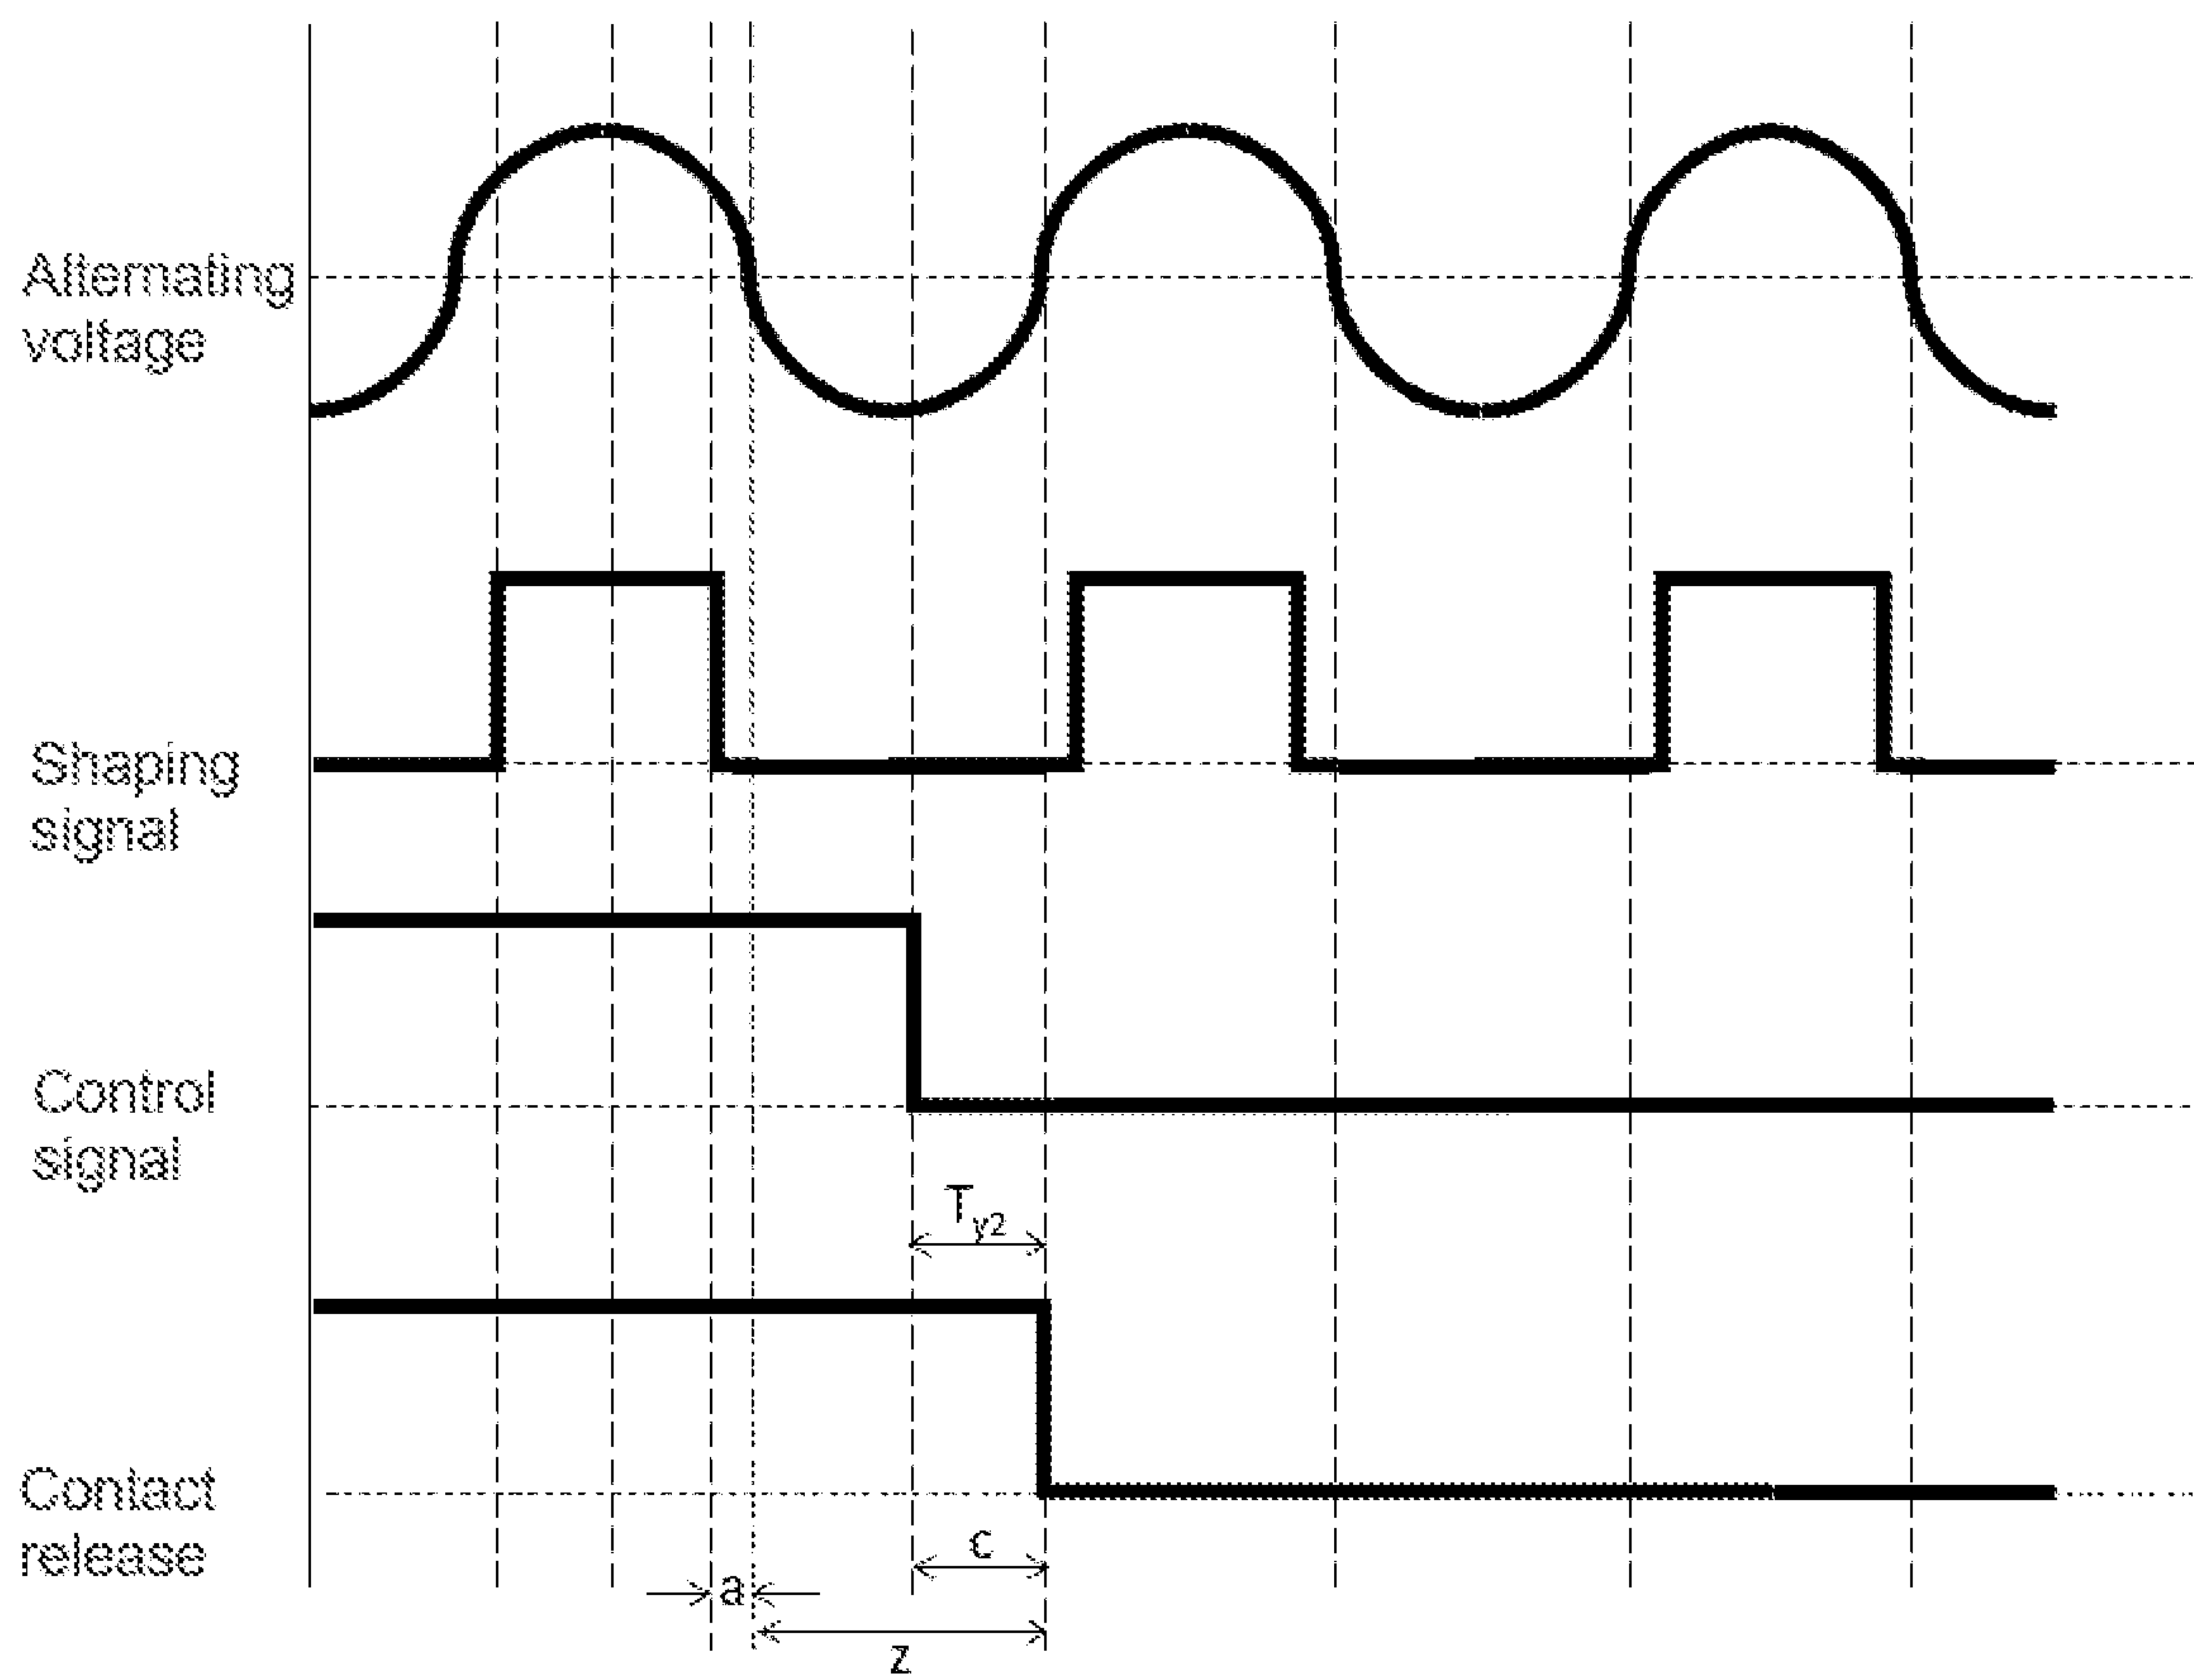 Alternating
voltage
Shaping
signal
Control
signal
Ty2
Contact
release
c
a
z